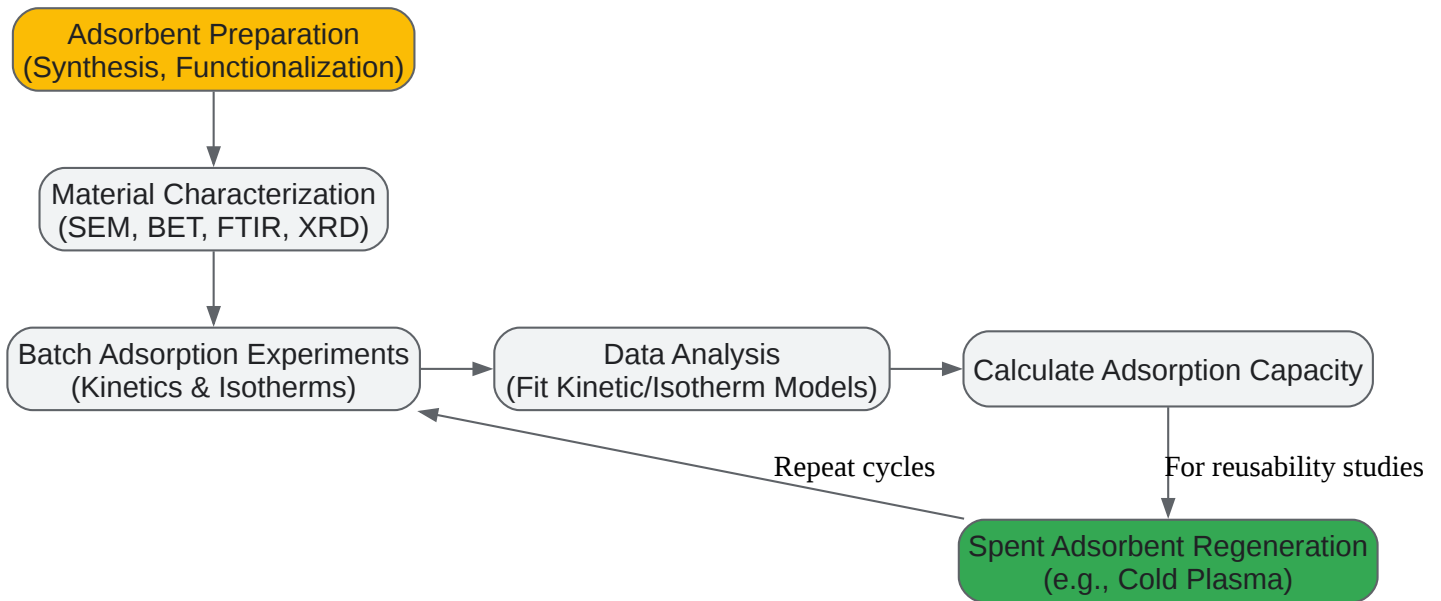 Adsorbent Preparation
(Synthesis, Functionalization)
Material Characterization
(SEM, BET, FTIR, XRD)
Batch Adsorption Experiments
(Kinetics & Isotherms)
Data Analysis
(Fit Kinetic/Isotherm Models)
Calculate Adsorption Capacity
Repeat cycles
For reusability studies
Spent Adsorbent Regeneration
(e.g., Cold Plasma)